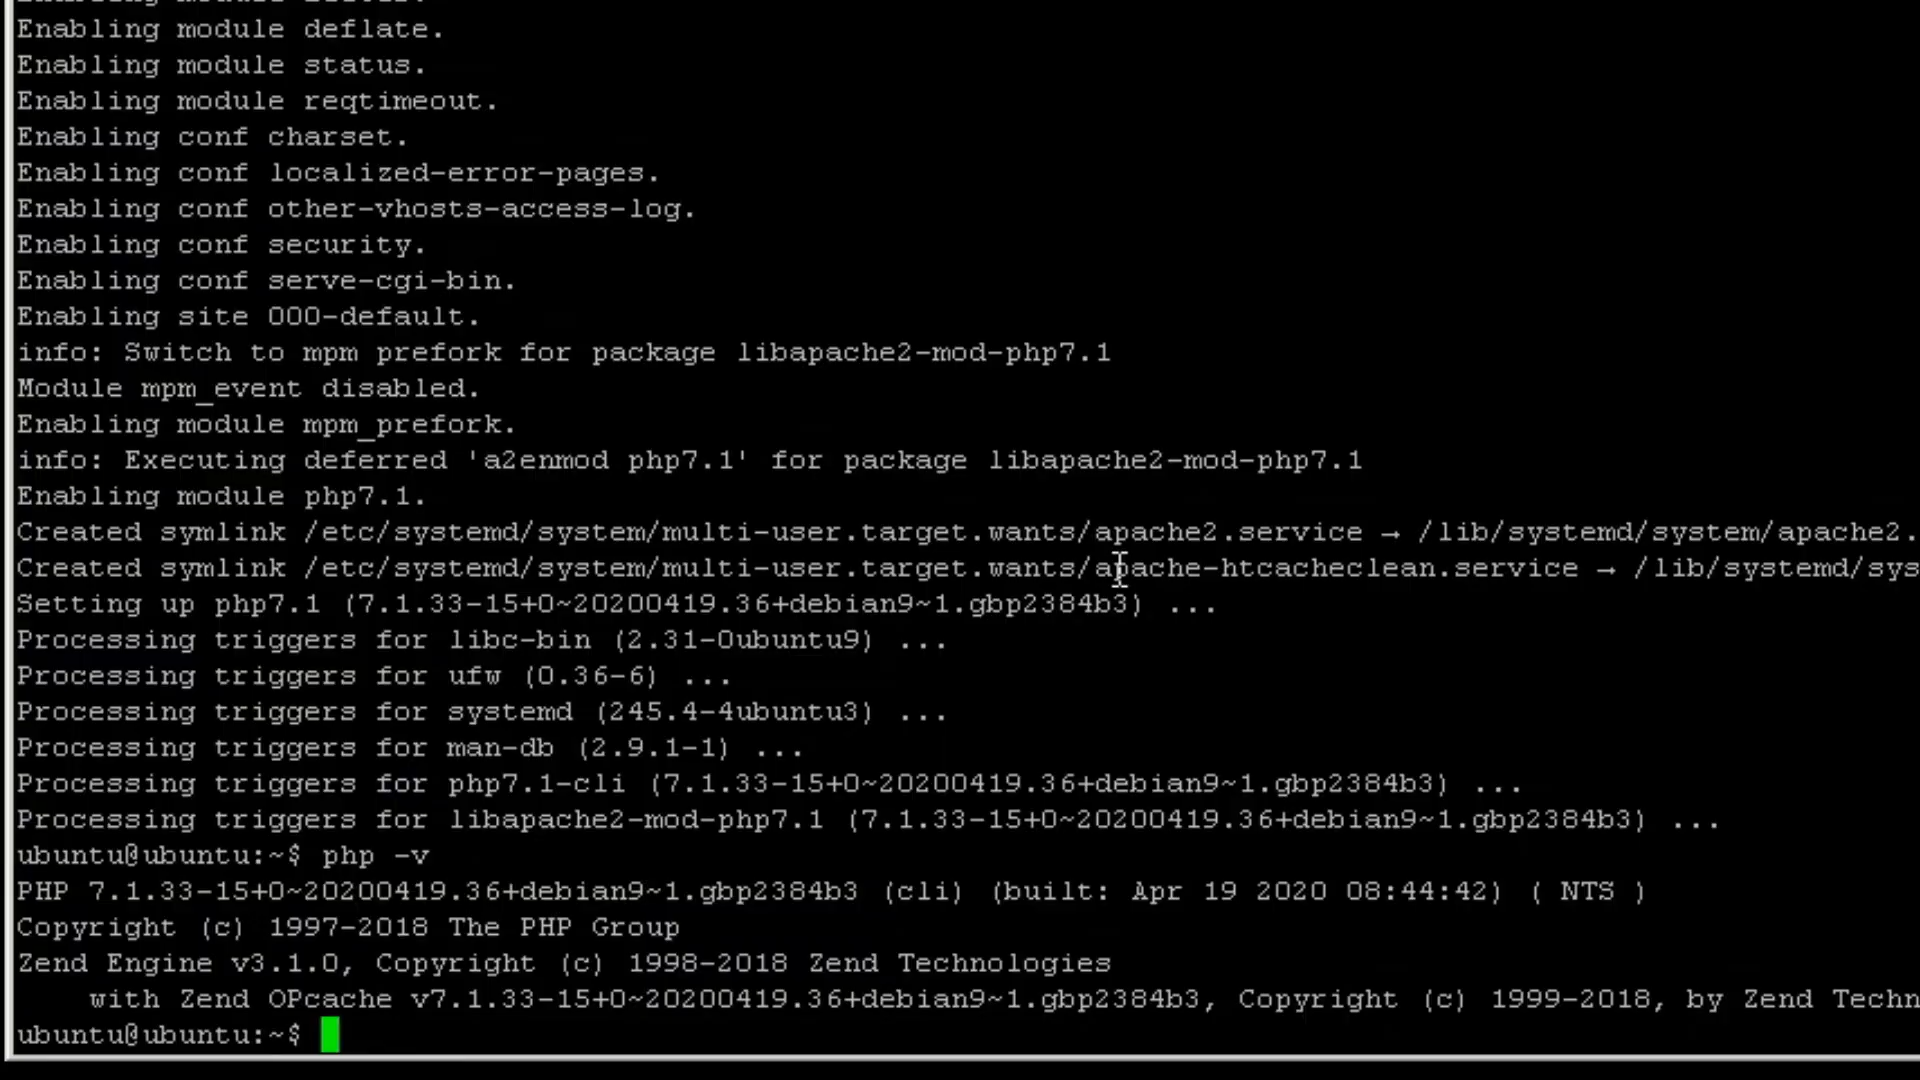 Enabling module deflate.
Enabling module status.
Enabling module reqtimeout.
Enabling conf charset.
Enabling conf localized-error-pages.
Enabling conf other-vhosts-access-log.
Enabling conf security.
Enabling conf serve-cgi-bin.
Enabling site 000-default.
info: Switch to mpm prefork for package libapache2-mod-php7.1
Module mpm_event disabled.
Enabling module mpm_prefork.
info: Executing deferred 'a2enmod php7.1' for package libapache2-mod-php7.1
Enabling module php7.1.
Created symlink /etc/systemd/system/multi-user.target.wants/apache2.service → /lib/systemd/system/apache2.
Created symlink /etc/systemd/system/multi-user.target.wants/apache-htcacheclean.service → /lib/systemd/sys
Setting up php7.1 (7.1.33-15+0~20200419.36+debian9~1.gbp2384b3) ...
Processing triggers for libc-bin (2.31-0ubuntu9) ...
Processing triggers for ufw (0.36-6) ...
Processing triggers for systemd (245.4-4ubuntu3) ...
Processing triggers for man-db (2.9.1-1) ...
Processing triggers for php7.1-cli (7.1.33-15+0~20200419.36+debian9~1.gbp2384b3) ...
Processing triggers for libapache2-mod-php7.1 (7.1.33-15+0~20200419.36+debian9~1.gbp2384b3) ...
ubuntu@ubuntu:~$ php -v
PHP 7.1.33-15+0~20200419.36+debian9~1.gbp2384b3 (cli) (built: Apr 19 2020 08:44:42) ( NTS )
Copyright (c) 1997-2018 The PHP Group
Zend Engine v3.1.0, Copyright (c) 1998-2018 Zend Technologies
    with Zend OPcache v7.1.33-15+0~20200419.36+debian9~1.gbp2384b3, Copyright (c) 1999-2018, by Zend Techn
ubuntu@ubuntu:~$